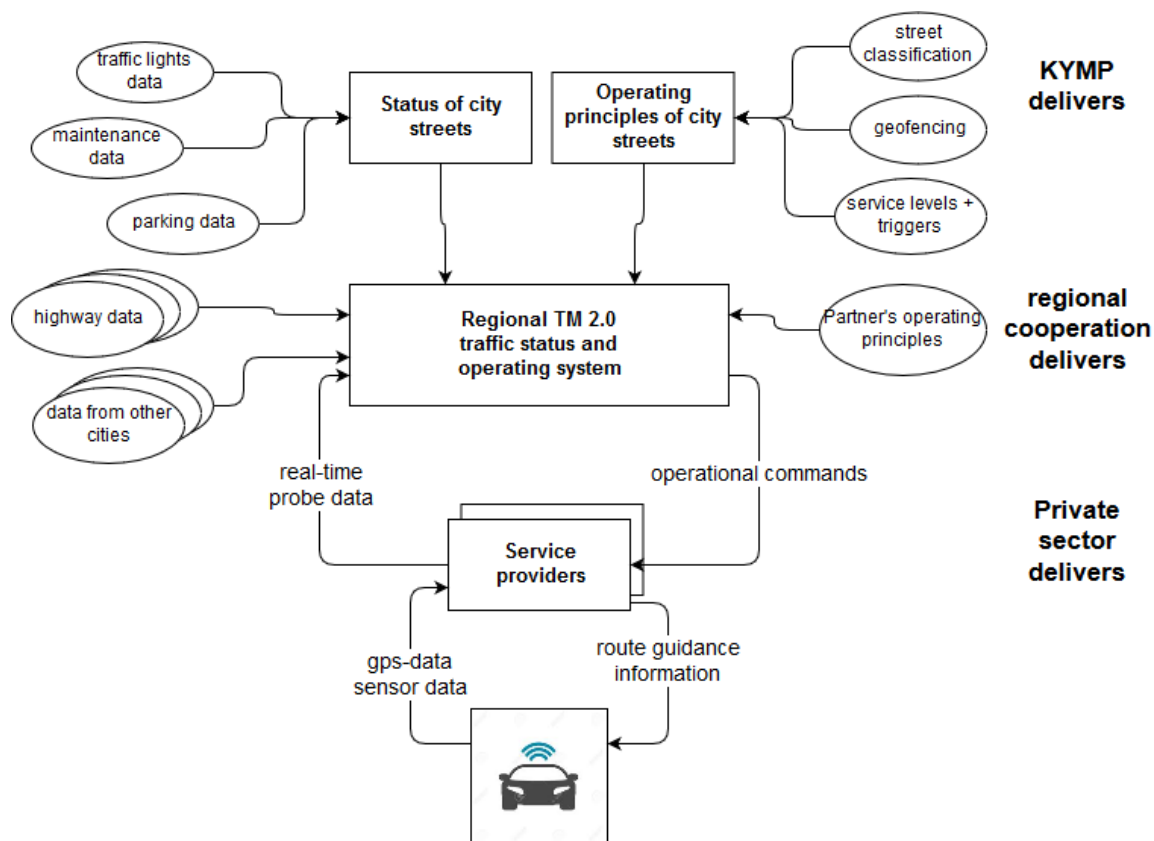 traffic lights
data
maintenance
data
parking data
Status of city
streets
Operating
principles of city
streets
street
classification
geofencing
service levels +
triggers
KYMP
delivers
highway data
data from other
cities
Regional TM 2.0
traffic status and
operating system
Partner's operating
principles
regional
cooperation
delivers
real-time
probe data
operational commands
Service
providers
Private
sector
delivers
gps-data
sensor data
route guidance
information